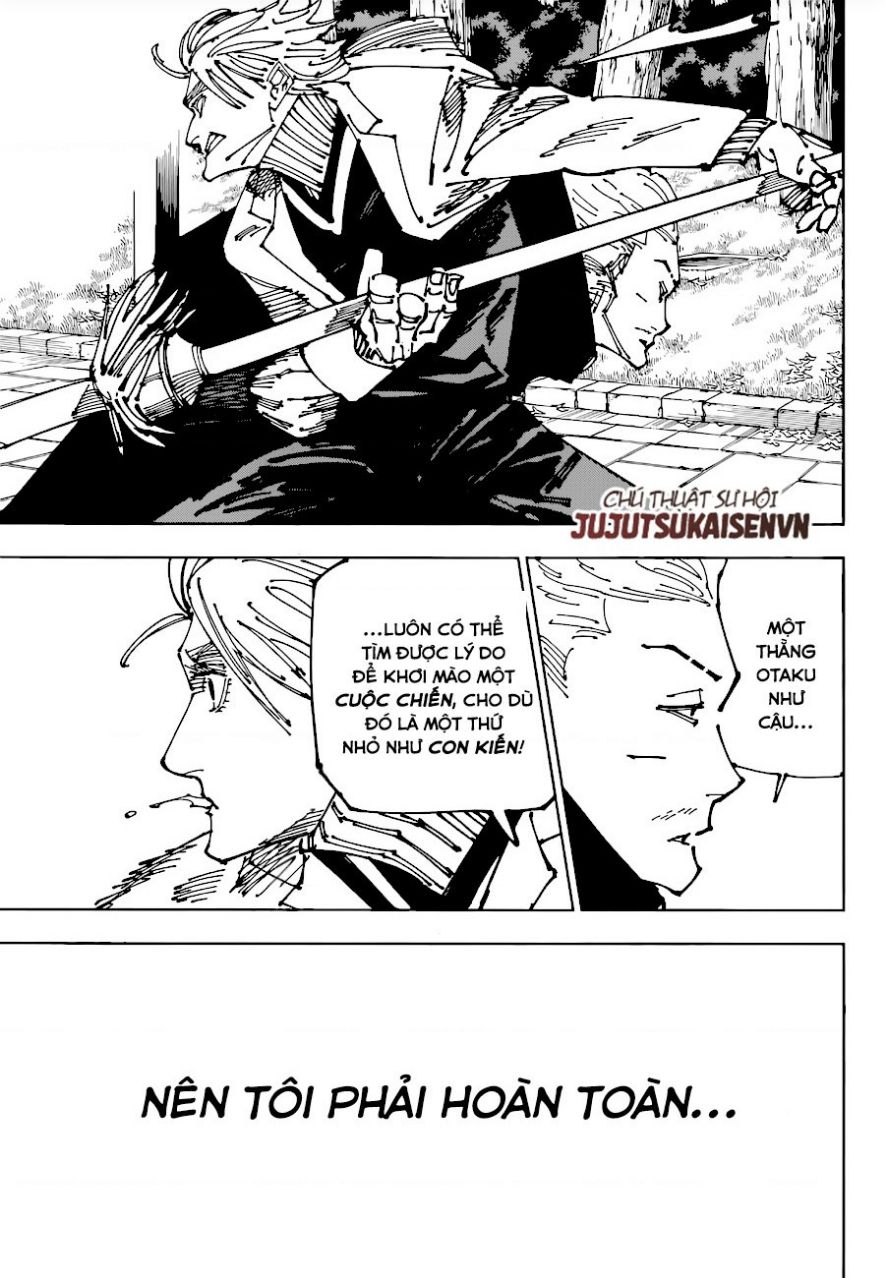 CHÚ THUẬT SƯ HỘI
JUJUTSUKAISENVN
MỘT
THẰNG
OTAKU
NHƯ
CẬU...
...LUÔN CÓ THỂ
TÌM ĐƯỢC LÝ DO
ĐỂ KHƠI MÀO MỘT
CUỘC CHIẾN, CHO DÙ
ĐÓ LÀ MỘT THỨ
NHỎ NHƯ CON KIẾN!
NÊN TÔI PHẢI HOÀN TOÀN...